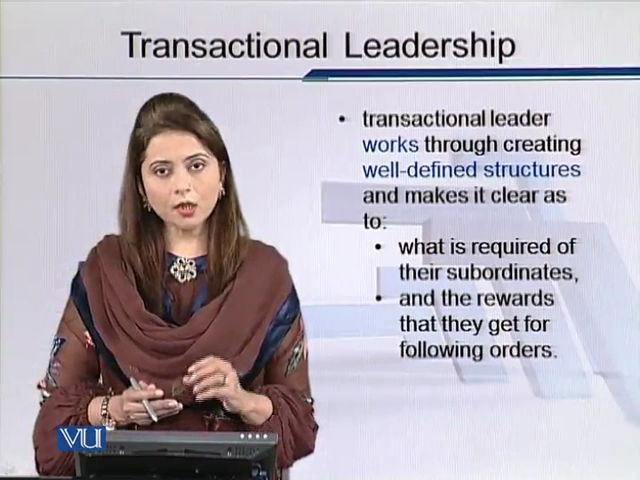 Transactional Leadership
• transactional leader
works through creating
well-defined structures
and makes it clear as
to:
• what is required of
their subordinates,
• and the rewards
that they get for
following orders.
VU